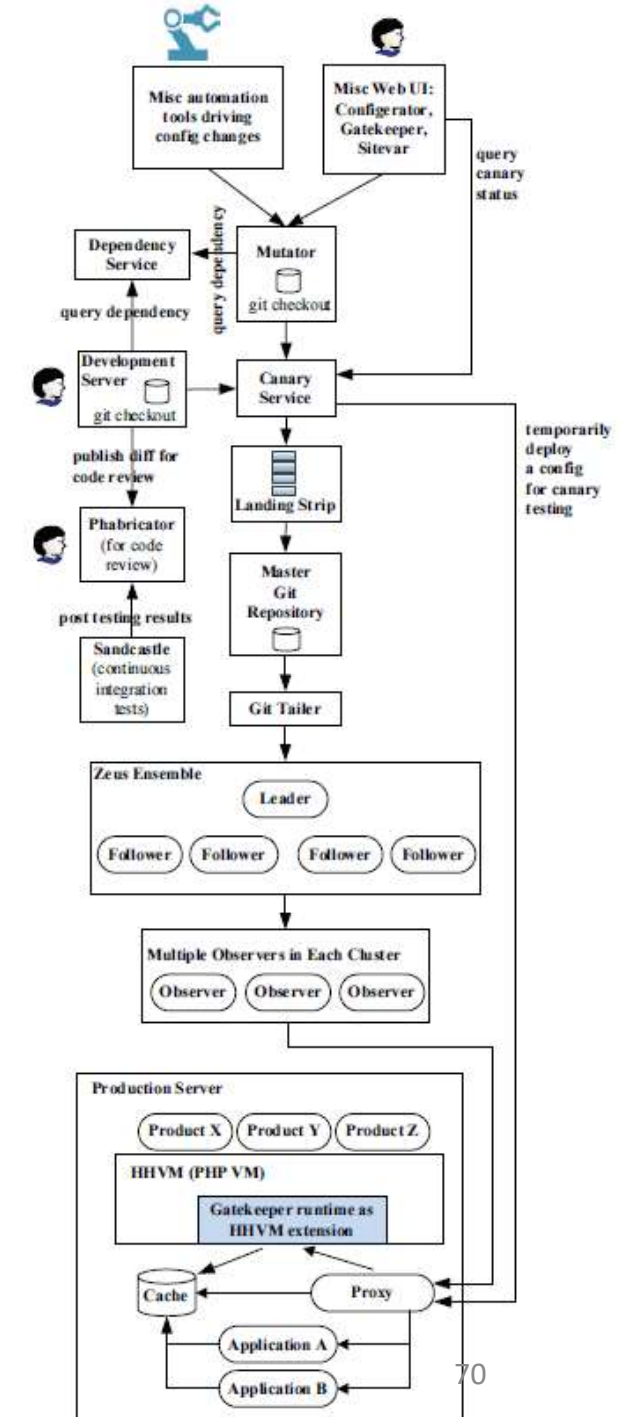 Misc automation
tools driving
config changes
Misc Web UI:
Configerator,
Gatekeeper,
Sitevar
query
canary
status
Dependency
Service
query dependency
Mutator
git checkout
query dependency
Development
Server
git checkout
Canary
Service
temporarily
deploy
a config
for canary
testing
publish diff for
code review
Landing Strip
Phabricator
(for code
review)
Master
Git
Repository
post testing results
Sandcastle
(continuous
integration
tests)
Git Tailer
Zeus Ensemble
Leader
Follower
Follower
Follower
Follower
Multiple Observers in Each Cluster
Observer
Observer
Observer
Production Server
Product X
Product Y
Product Z
HHVM (PHP VM)
Gatekeeper runtime as
HHVM extension
Cache
Proxy
Application A
Application B
70